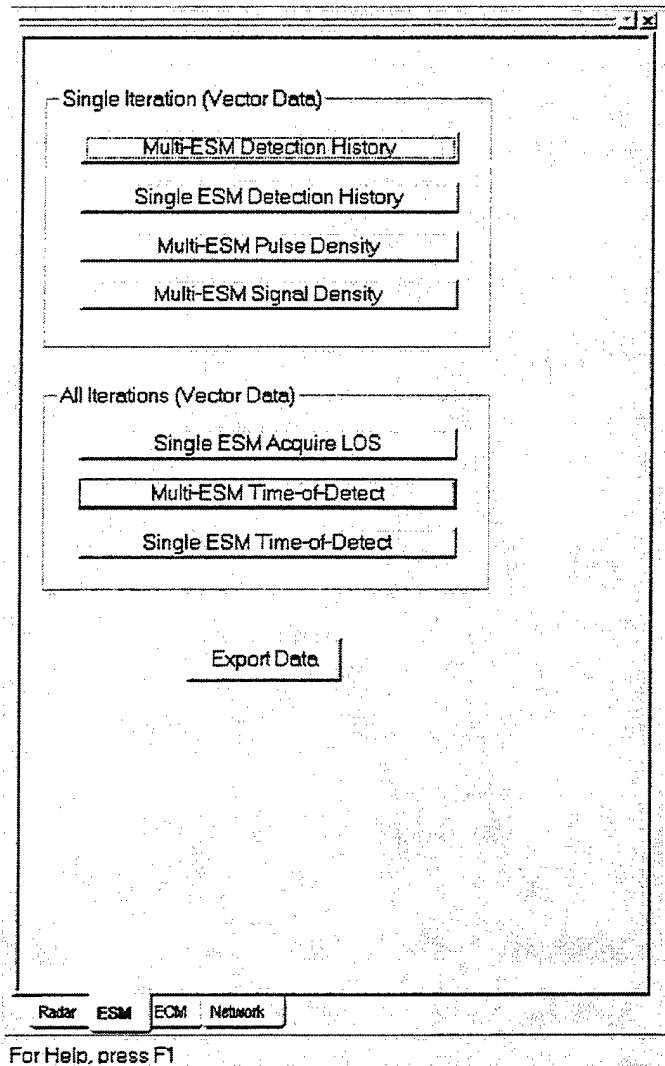 Single Iteration (Vector Data)
Multi-ESM Detection History
Single ESM Detection History
Multi-ESM Pulse Density
Multi-ESM Signal Density
All Iterations (Vector Data)
Single ESM Acquire LOS
Multi-ESM Time-of-Detect
Single ESM Time-of-Detect
Export Data
Radar ESM ECM Network
For Help, press F1